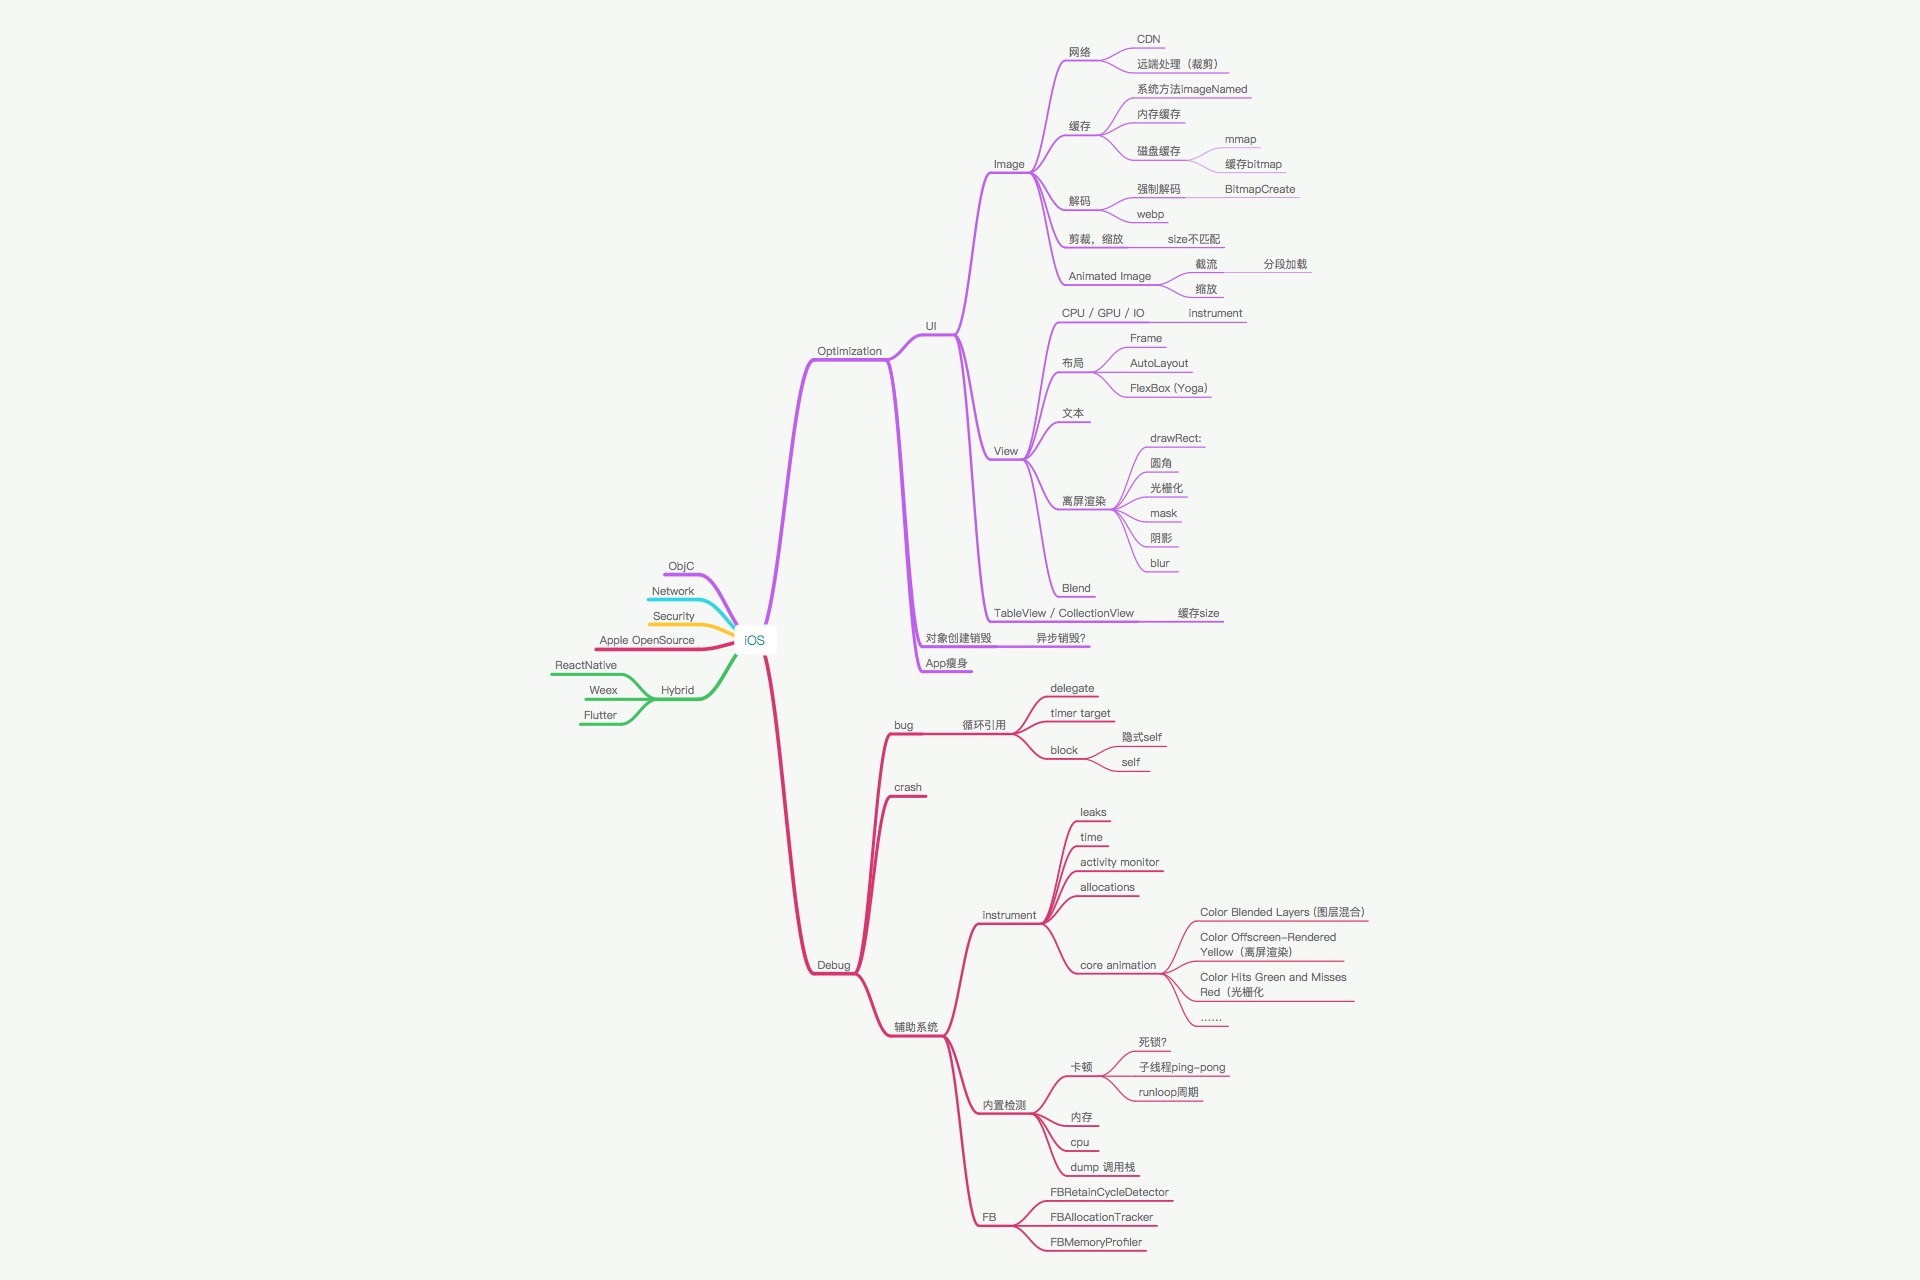 CDN
网络
远端处理（裁剪）
系统方法imageNamed
内存缓存
缓存
mmap
磁盘缓存
缓存bitmap
Image
强制解码
BitmapCreate
解码
webp
剪裁，缩放
size不匹配
截流
分段加载
Animated Image
缩放
CPU / GPU / IO
instrument
UI
Frame
Optimization
布局
AutoLayout
FlexBox (Yoga)
文本
drawRect:
View
圆角
光栅化
离屏渲染
mask
阴影
blur
Blend
TableView / CollectionView
缓存size
对象创建销毁
异步销毁?
App瘦身
ObjC
Network
Security
Apple OpenSource
iOS
ReactNative
Weex
Hybrid
Flutter
delegate
timer target
bug
循环引用
隐式self
block
self
crash
leaks
time
activity monitor
allocations
instrument
Color Blended Layers (图层混合)
Color Offscreen-Rendered
Yellow（离屏渲染）
Debug
core animation
Color Hits Green and Misses
Red（光栅化
……
辅助系统
死锁?
卡顿
子线程ping-pong
runloop周期
内置检测
内存
cpu
dump 调用栈
FBRetainCycleDetector
FB
FBAllocationTracker
FBMemoryProfiler